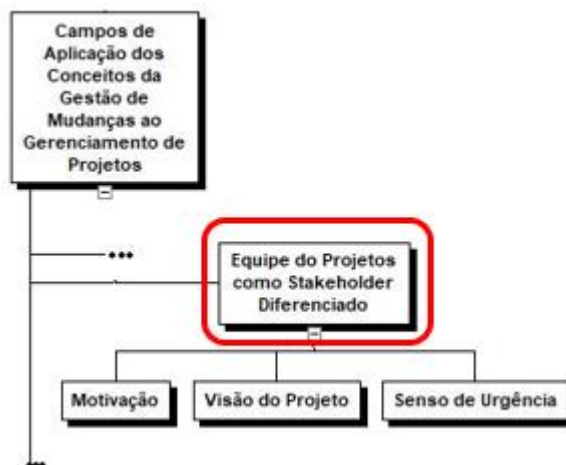 Campos de
Aplicação dos
Conceitos da
Gestão de
Mudanças ao
Gerenciamento de
Projetos
•••
Equipe do Projetos
como Stakeholder
Diferenciado
Motivação
Visão do Projeto
Senso de Urgência
•••